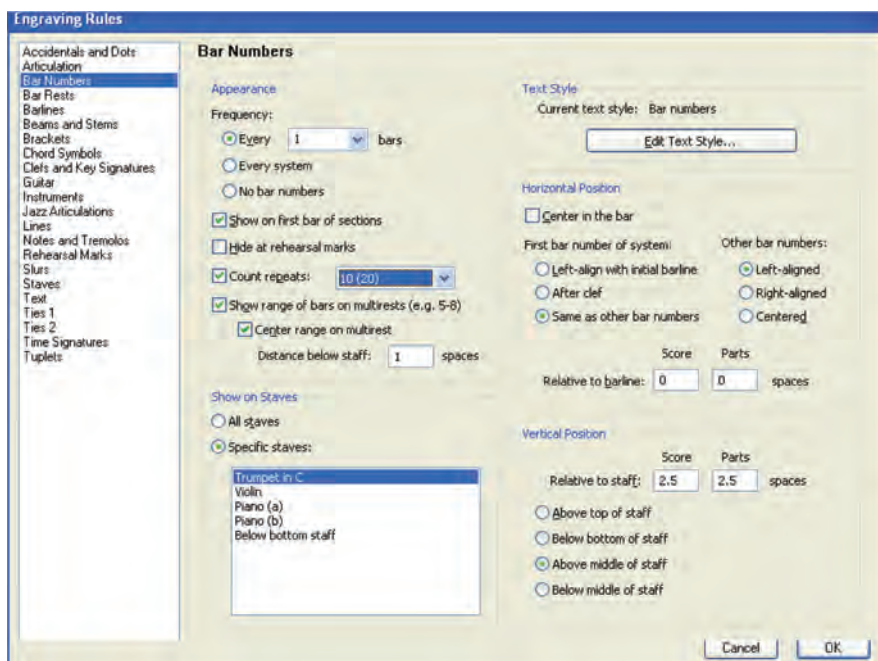 Engraving Rules
Accidentals and Dots
Articulation
Bar Numbers
Bar Rests
Barlines
Beams and Stems
Brackets
Chord Symbols
Clefs and Key Signatures
Guitar
Instruments
Jazz Articulations
Lines
Notes and Tremolos
Rehearsal Marks
Slurs
Staves
Text
Ties 1
Ties 2
Time Signatures
Tuplets
Bar Numbers
Appearance
Frequency:
Every 1 bars
Every system
No bar numbers
Show on first bar of sections
Hide at rehearsal marks
Count repeats: 10 (20)
Show range of bars on multirests (e.g. 5-8)
Center range on multirest
Distance below staff: 1 spaces
Show on Staves
All staves
Specific staves:
Trumpet in C
Violin
Piano (a)
Piano (b)
Below bottom staff
Text Style
Current text style: Bar numbers
Edit Text Style...
Horizontal Position
Center in the bar
First bar number of system:
Left-align with initial barline
After clef
Same as other bar numbers
Other bar numbers:
Left-aligned
Right-aligned
Centered
Score Parts
Relative to barline: 0 0 spaces
Vertical Position
Score Parts
Relative to staff: 2.5 2.5 spaces
Above top of staff
Below bottom of staff
Above middle of staff
Below middle of staff
Cancel OK